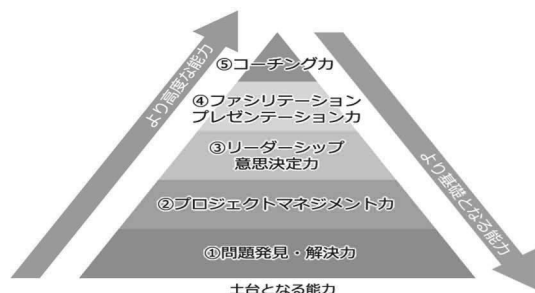 より高度な能力
⑤コーチング力
④ファシリテーション
プレゼンテーション力
③リーダーシップ
意思決定力
②プロジェクトマネジメント力
①問題発見・解決力
より基礎となる能力
土台となる能力